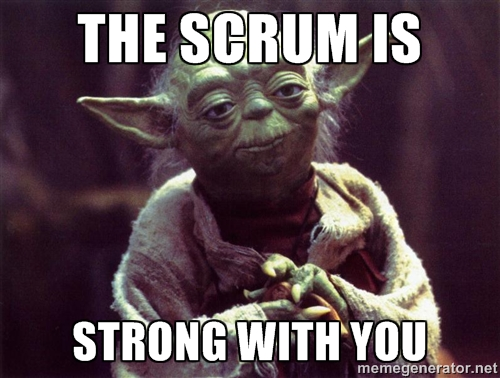 THE SCRUM IS
STRONG WITH YOU
memegenerator.net